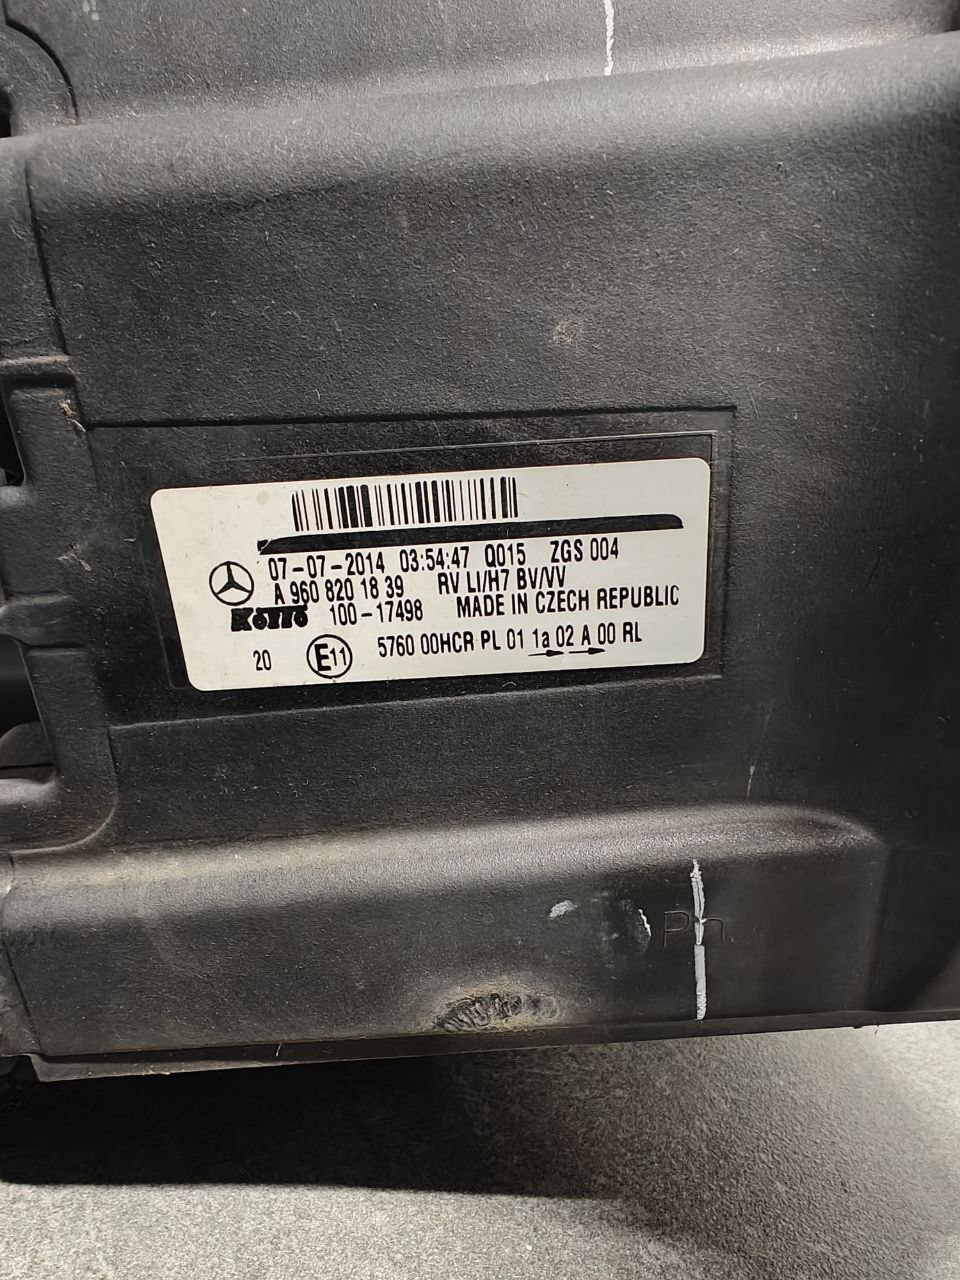 07-07-2014 03:54:47 Q015 ZGS 004
A 960 820 18 39 RV LI/H7 BV/VV
100-17498 MADE IN CZECH REPUBLIC
20 E11 5760 00HCR PL 01 1a 02 A 00 RL
Ph